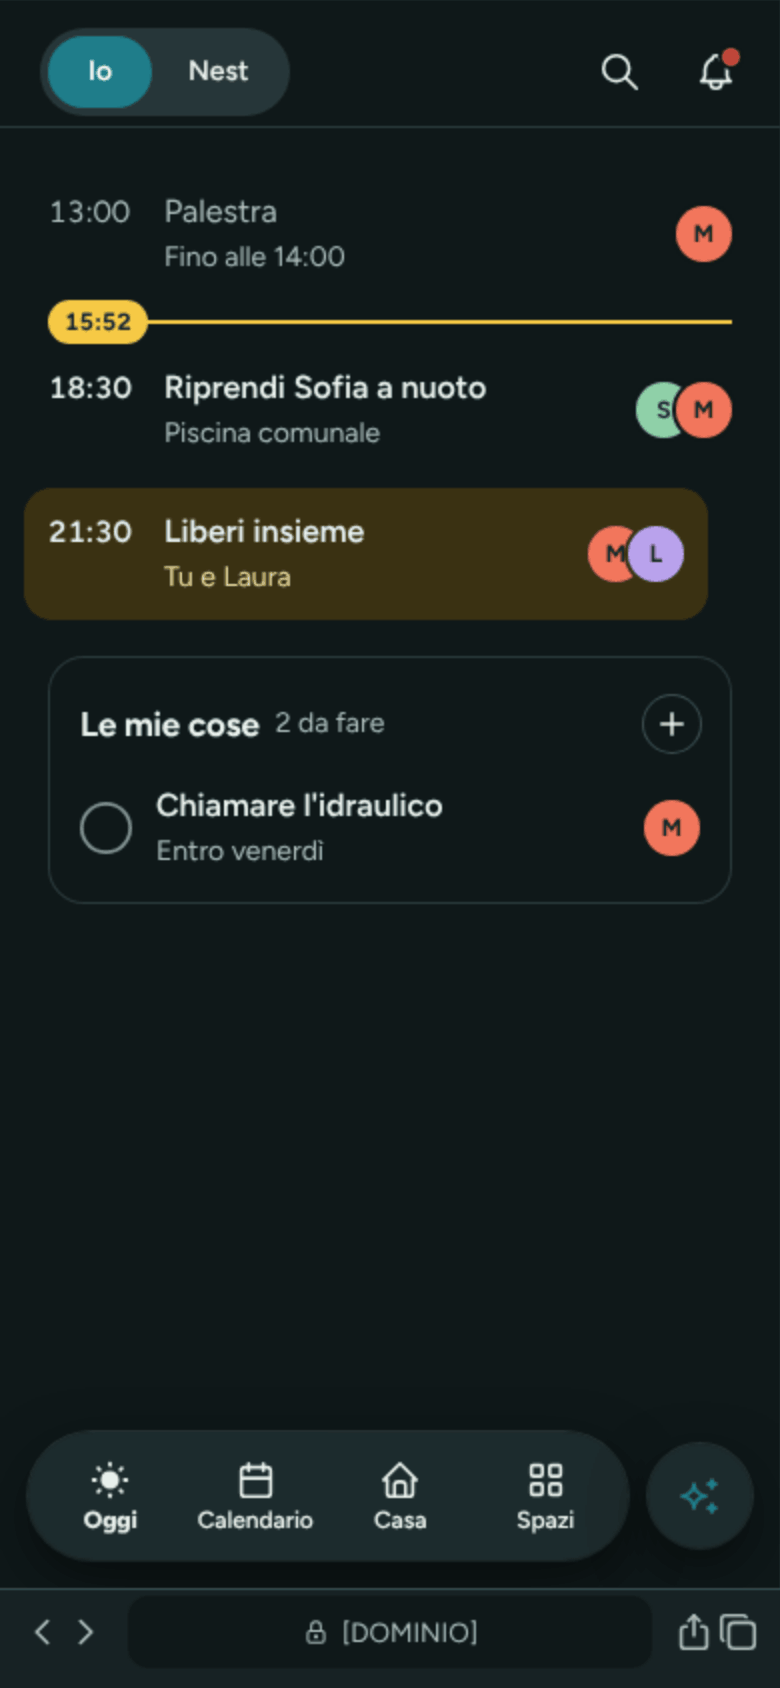 Io Nest
13:00 Palestra
Fino alle 14:00
M
15:52
18:30 Riprendi Sofia a nuoto
Piscina comunale
S M
21:30 Liberi insieme
Tu e Laura
M L
Le mie cose 2 da fare
Chiamare l'idraulico
Entro venerdì
M
Oggi Calendario Casa Spazi
[DOMINIO]